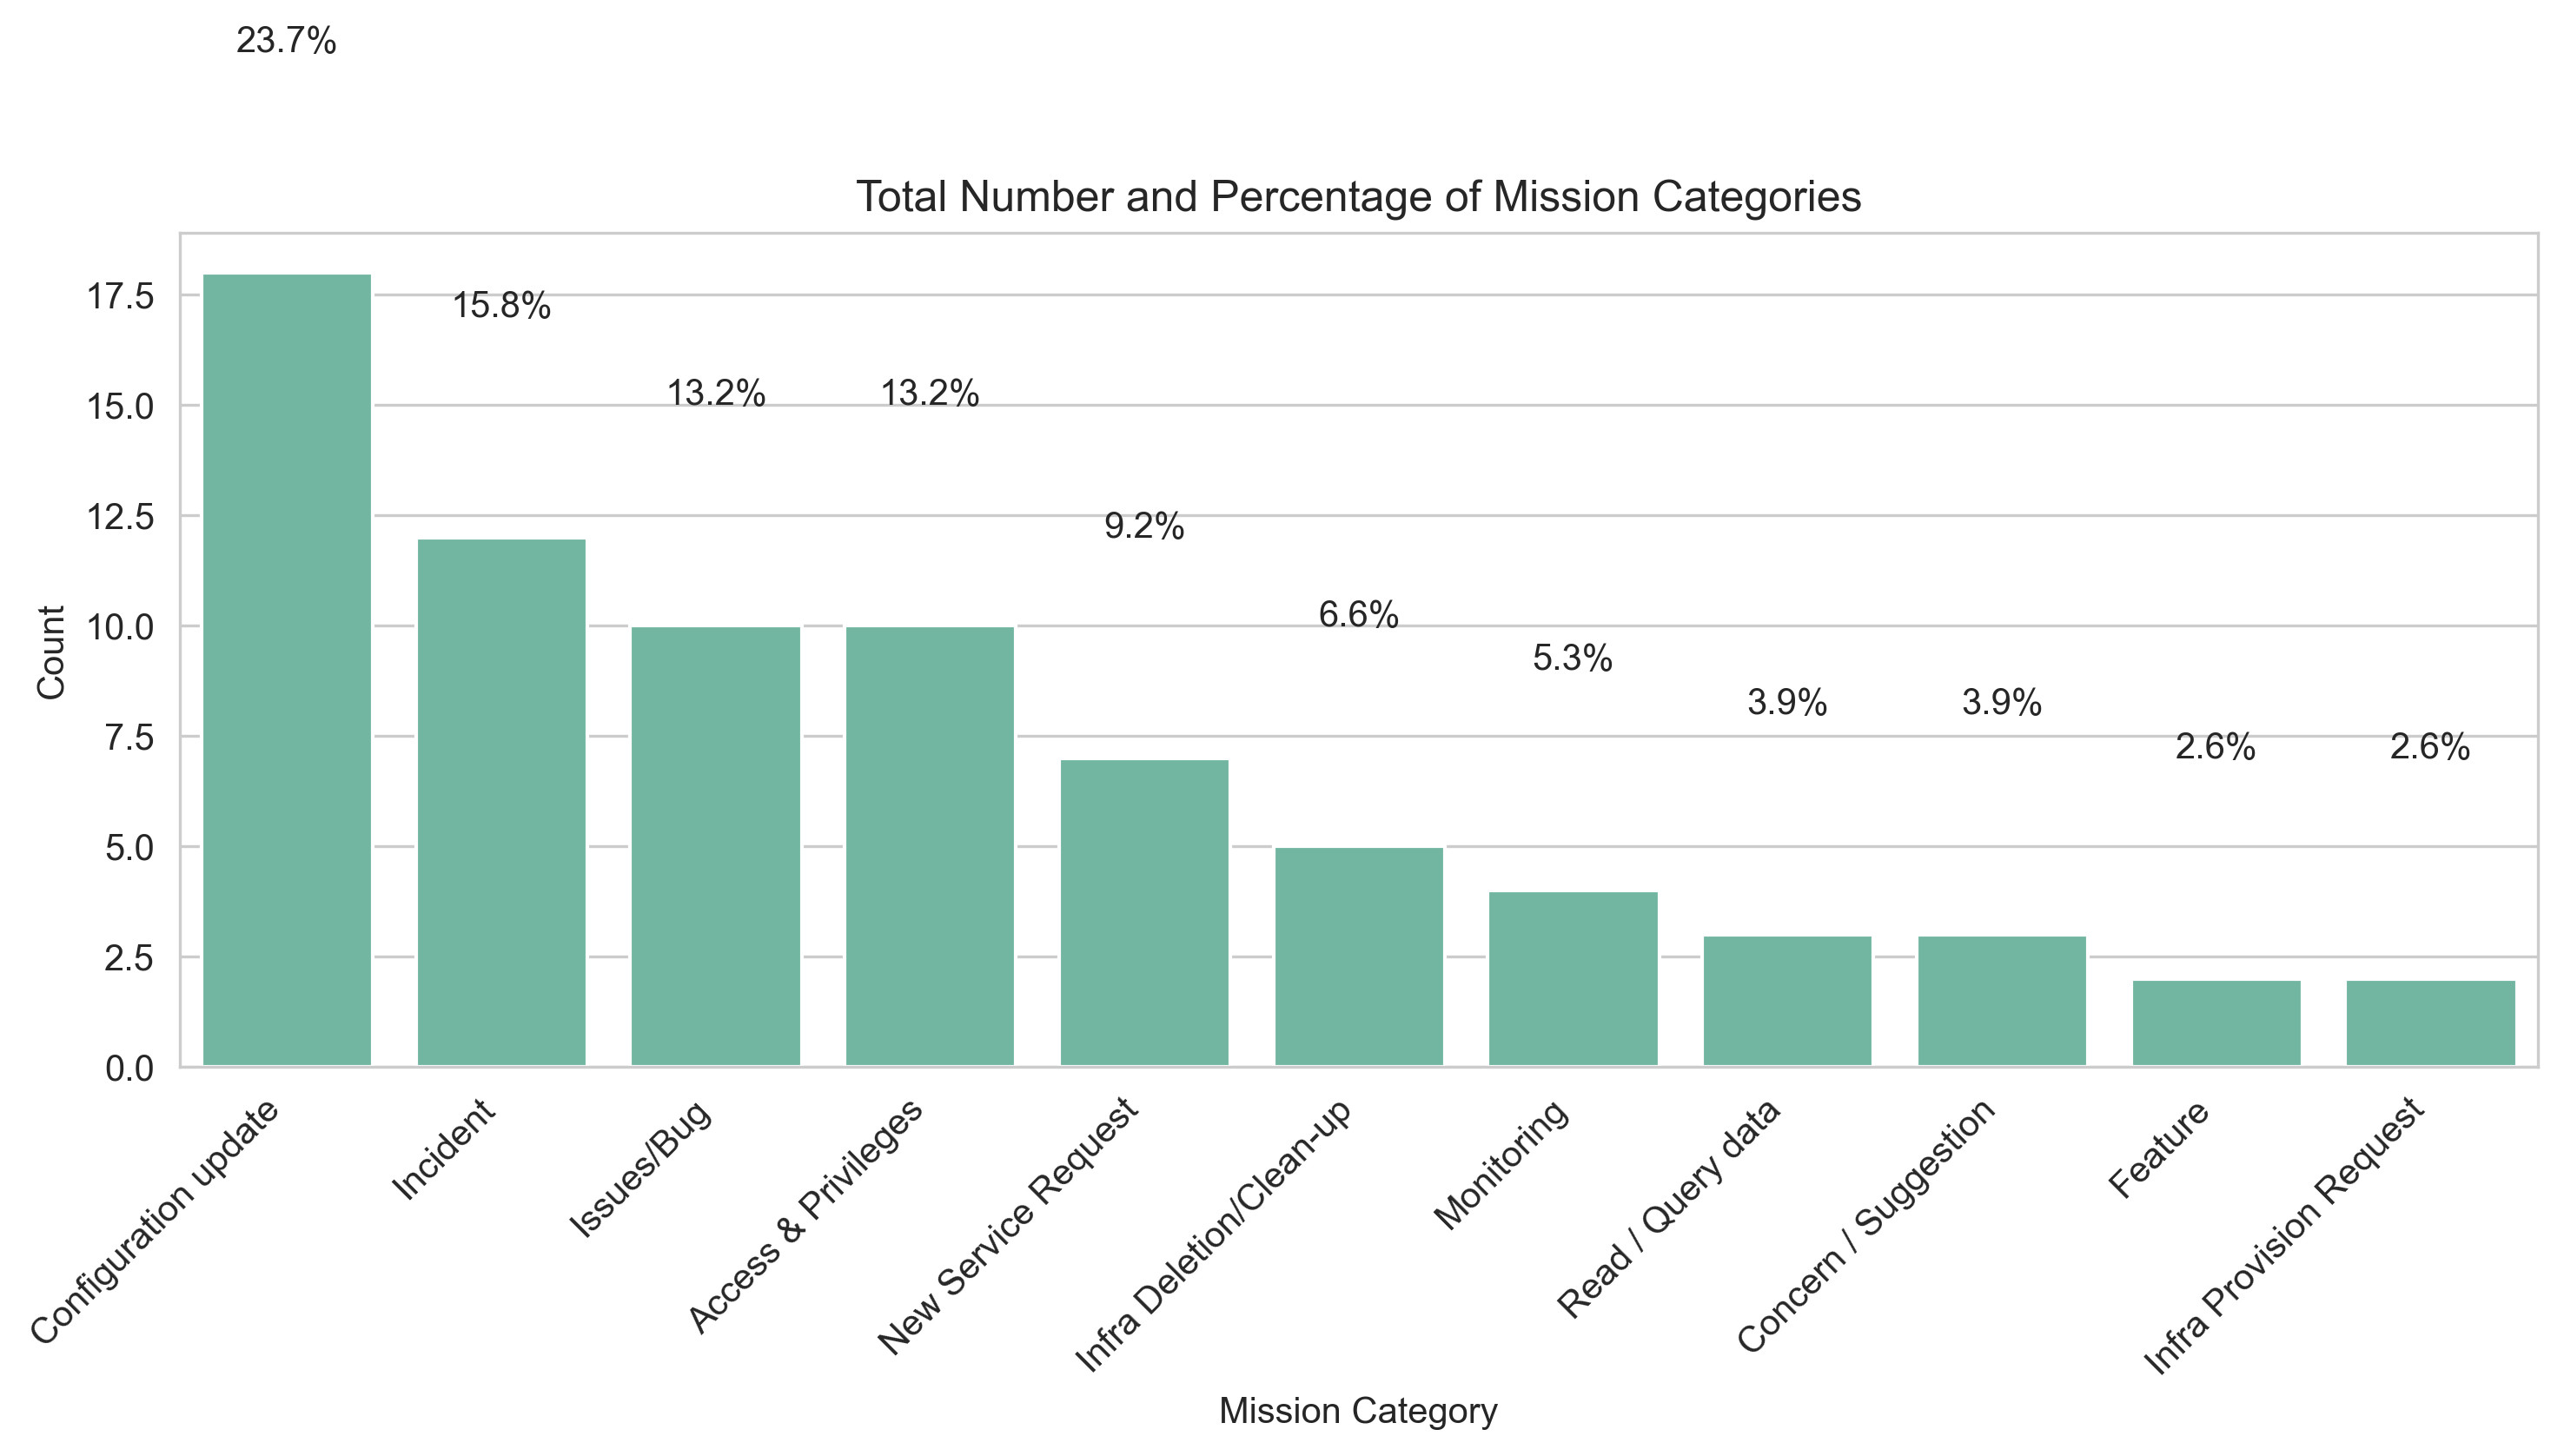 23.7%
Total Number and Percentage of Mission Categories
17.5
15.8%
15.0
13.2%
13.2%
12.5
9.2%
10.0
6.6%
5.3%
7.5
3.9%
3.9%
2.6%
2.6%
5.0
2.5
0.0
Count
Configuration update
Incident
Issues/Bug
Access & Privileges
New Service Request
Infra Deletion/Clean-up
Monitoring
Read / Query data
Concern / Suggestion
Feature
Infra Provision Request
Mission Category